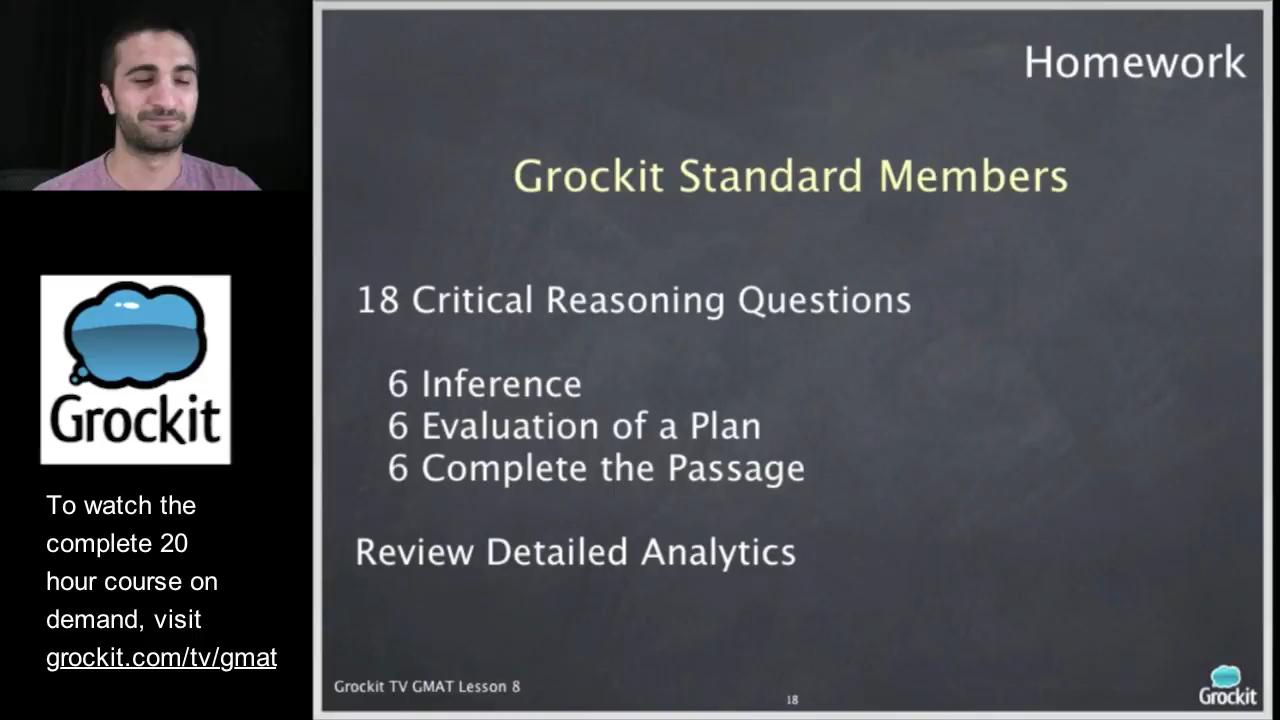 Homework
Grockit Standard Members
18 Critical Reasoning Questions
6 Inference
6 Evaluation of a Plan
6 Complete the Passage
Review Detailed Analytics
Grockit TV GMAT Lesson 8
18
Grockit
Grockit
To watch the
complete 20
hour course on
demand, visit
grockit.com/tv/gmat